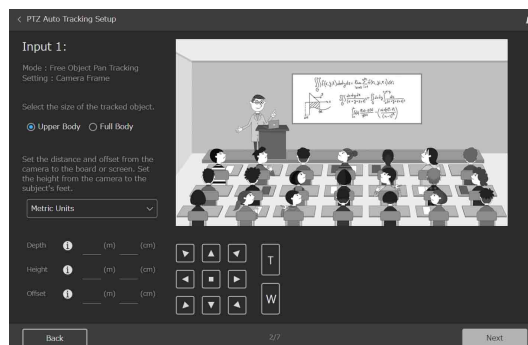 < PTZ Auto Tracking Setup
Input 1:
Mode : Free Object Pan Tracking
Setting : Camera Frame
Select the size of the tracked object.
Upper Body Full Body
Set the distance and offset from the
camera to the board or screen. Set
the height from the camera to the
subject's feet.
Metric Units
Depth (m) (cm)
Height (m) (cm)
Offset (m) (cm)
T
W
Back 2/7 Next